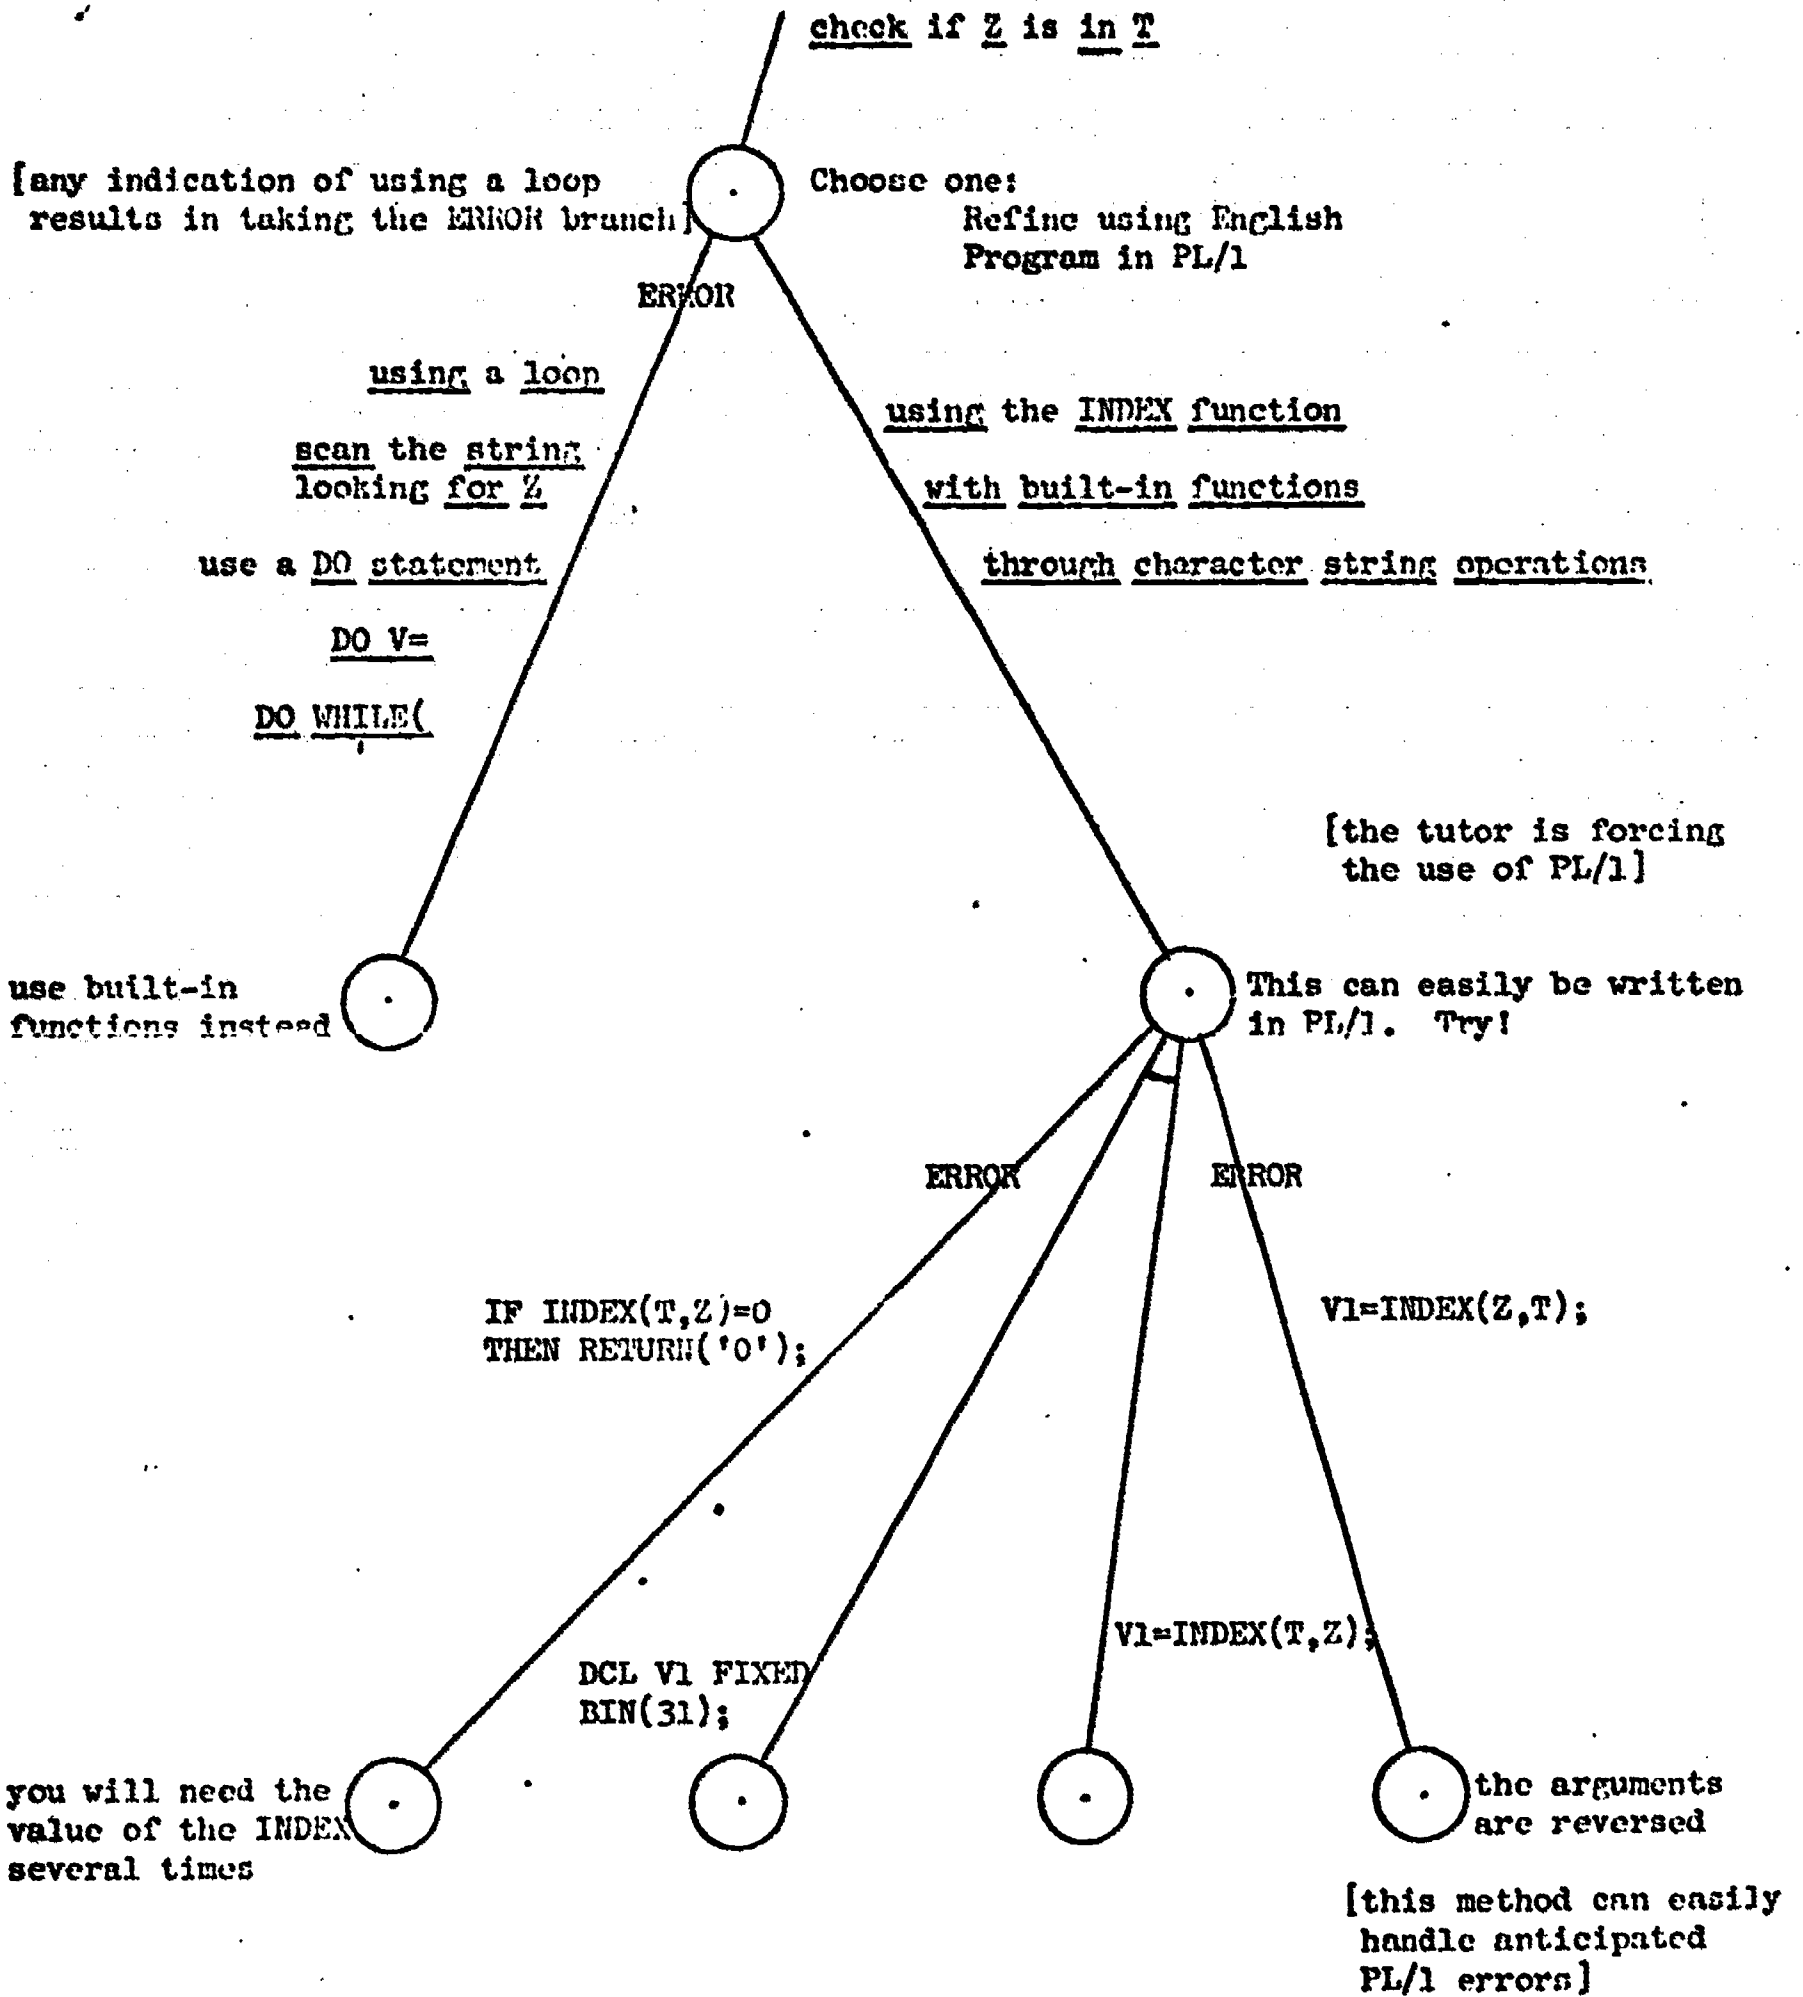 check if Z is in T
[any indication of using a loop
results in taking the ERROR branch]
Choose one:
Refine using English
Program in PL/1
ERROR
using a loop
scan the string
looking for Z
use a DO statement
DO V=
DO WHILE(
using the INDEX function
with built-in functions
through character string operations
[the tutor is forcing
the use of PL/1]
use built-in
functions instead
This can easily be written
in PL/1. Try!
ERROR
ERROR
IF INDEX(T,Z)=0
THEN RETURN('0');
V1=INDEX(Z,T);
V1=INDEX(T,Z);
DCL V1 FIXED
BIN(31);
you will need the
value of the INDEX
several times
the arguments
are reversed
[this method can easily
handle anticipated
PL/1 errors]